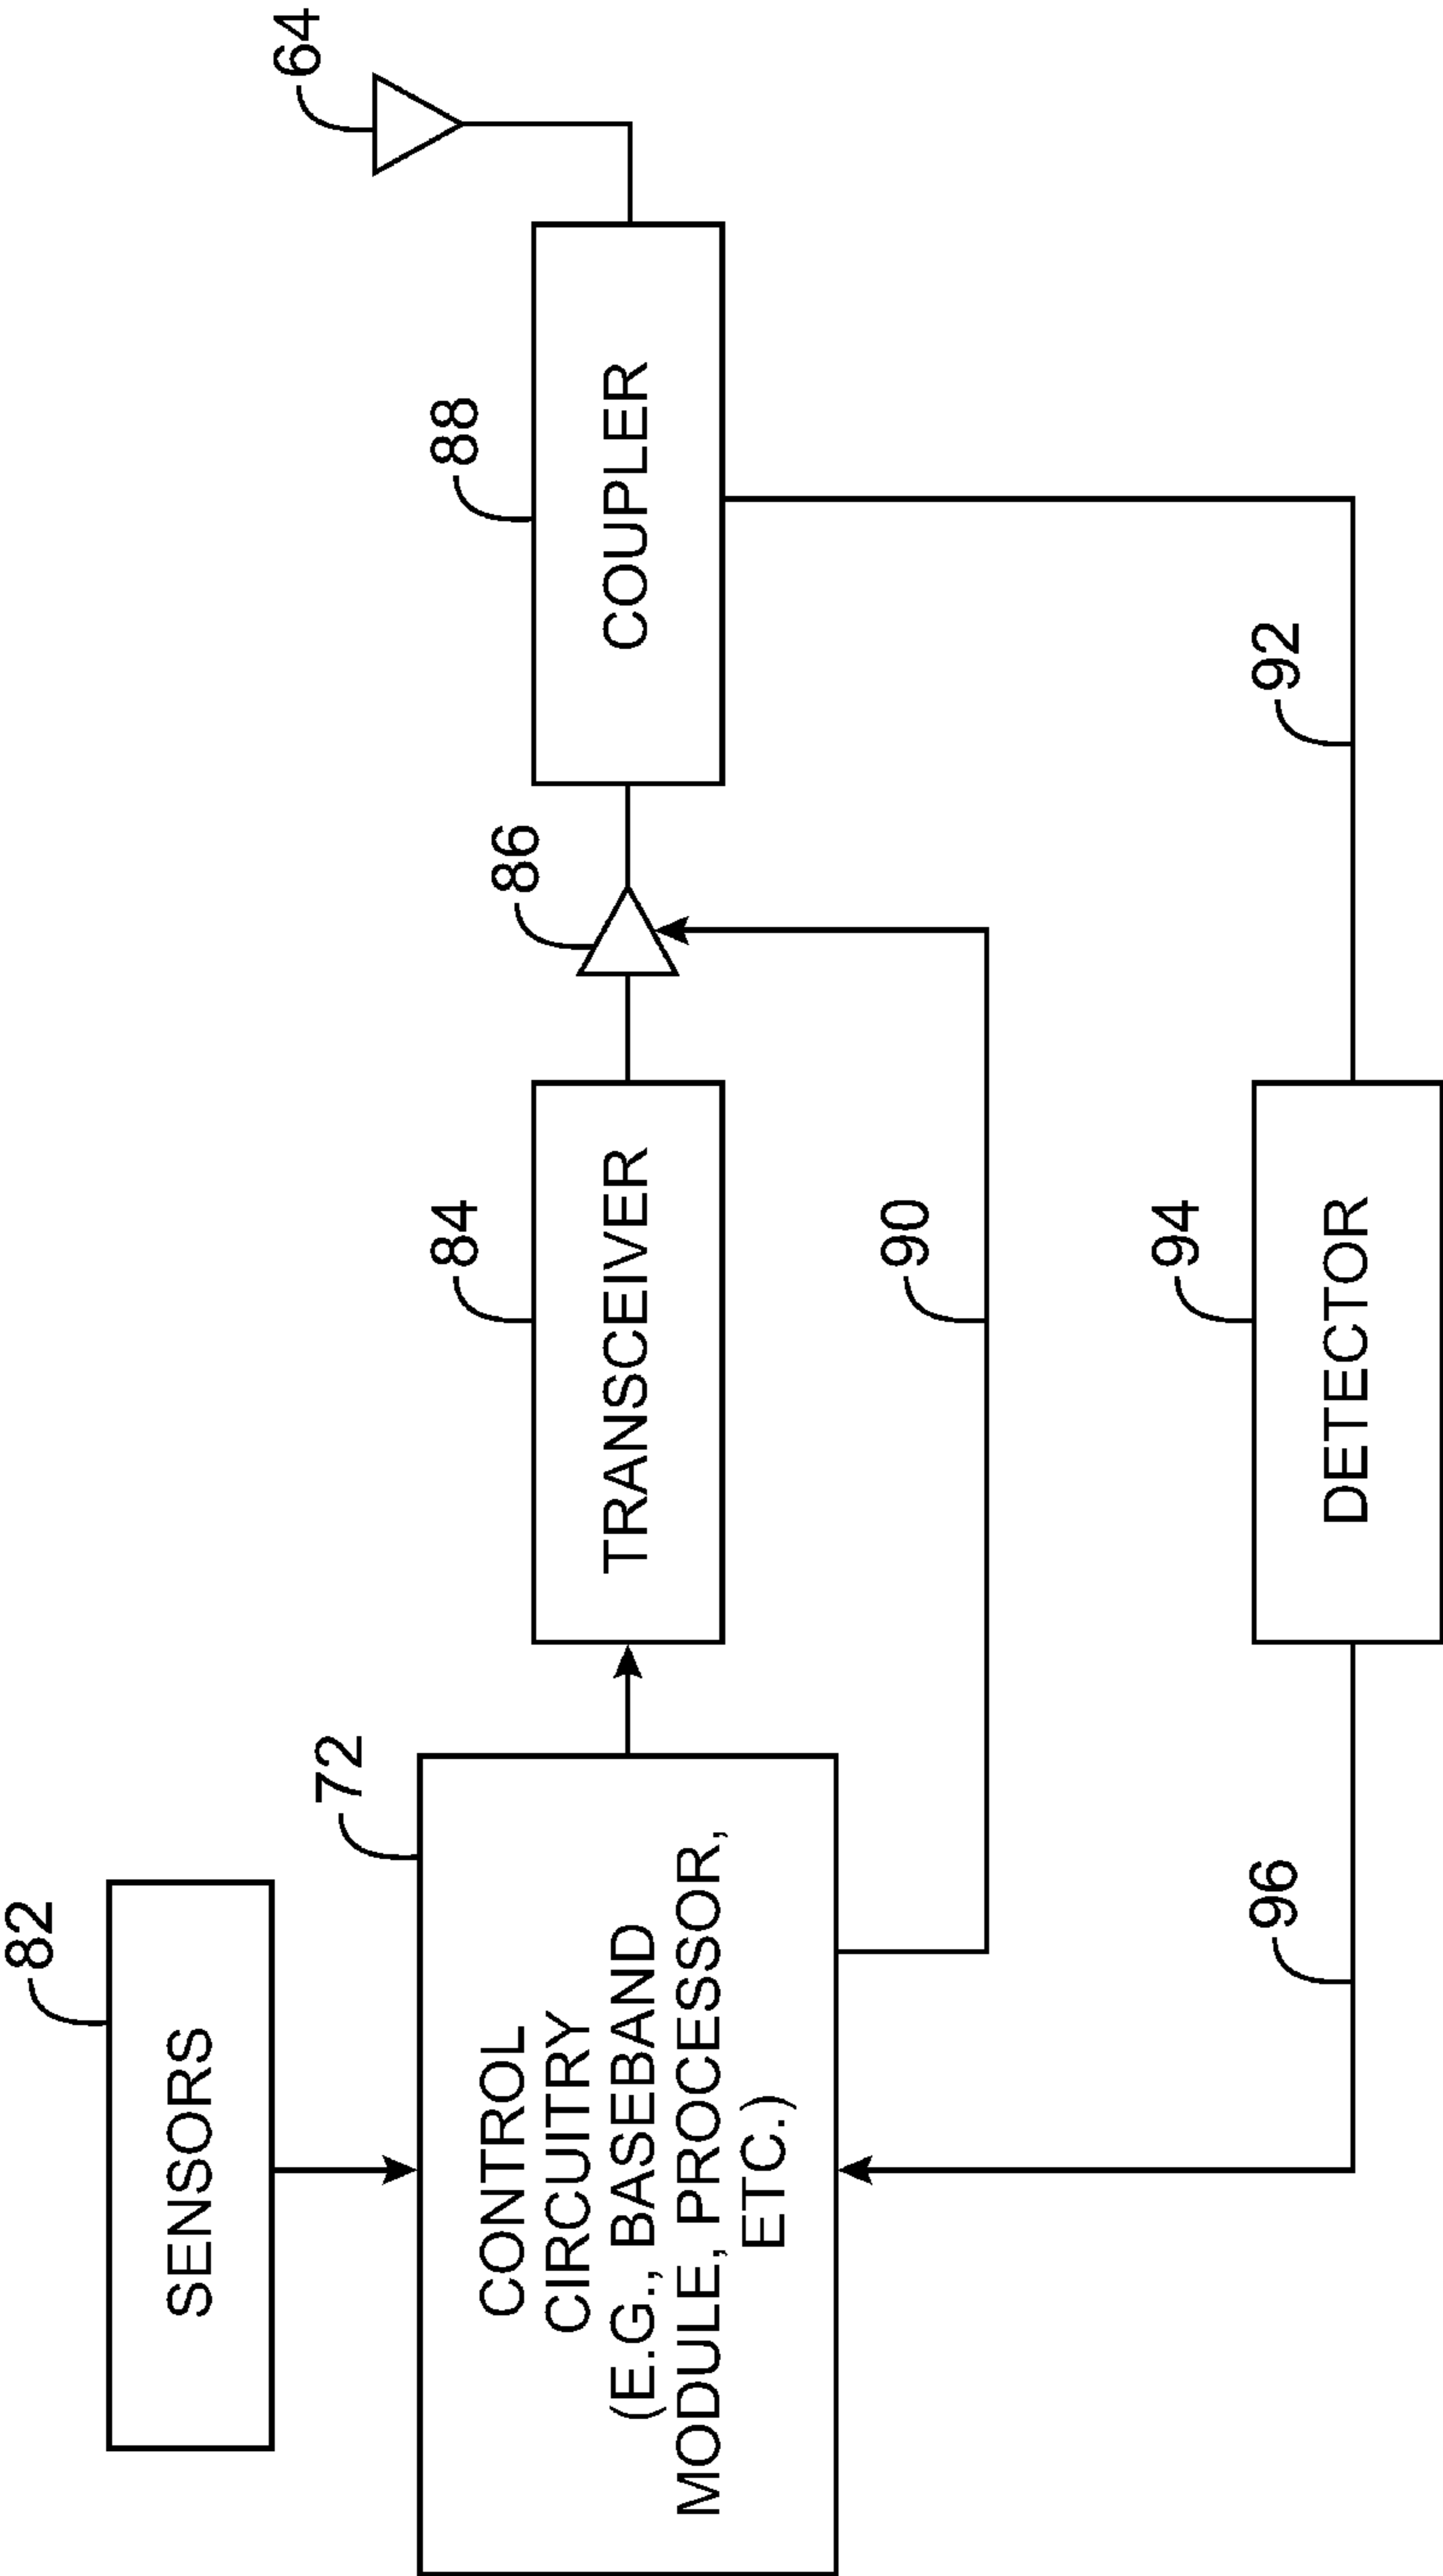 82
SENSORS
72
CONTROL
CIRCUITRY
(E.G., BASEBAND
MODULE, PROCESSOR,
ETC.)
84
TRANSCEIVER
86
88
COUPLER
64
90
92
94
DETECTOR
96